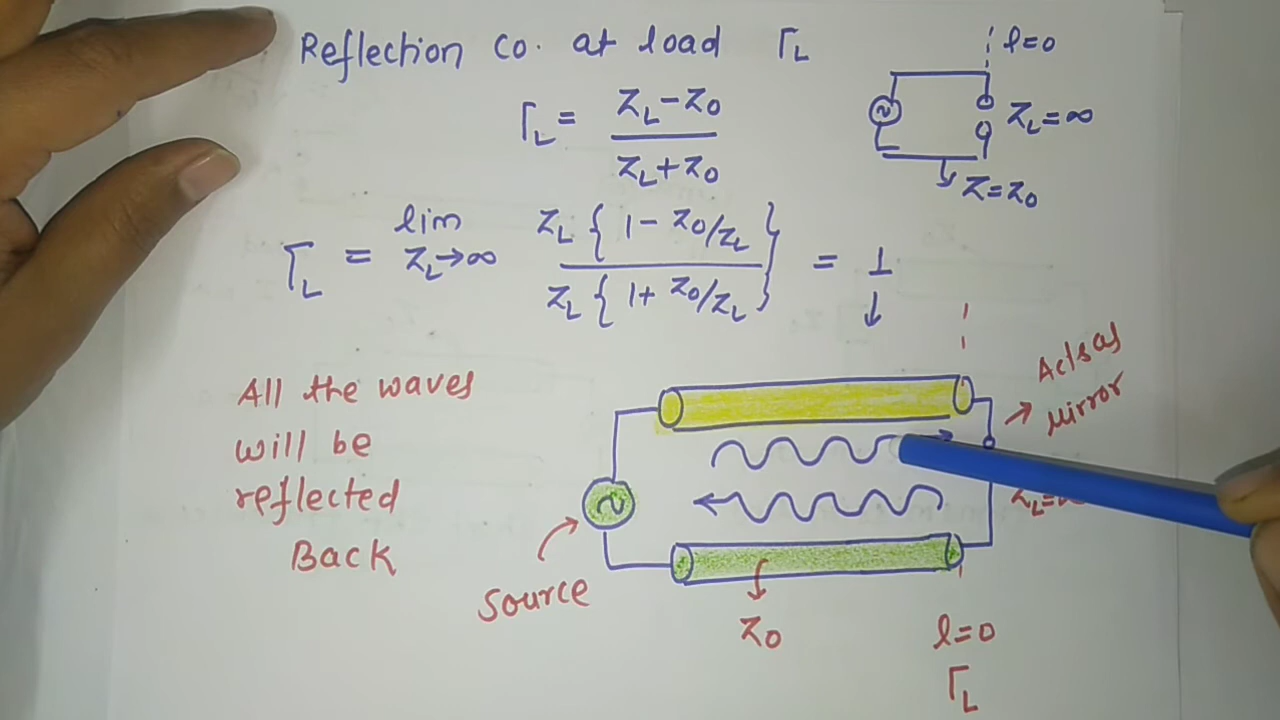 Reflection Co. at load ΓL
l=0
ΓL = ZL-Z0 / ZL+Z0
ZL=∞
Z=Z0
ΓL = lim ZL→∞ ZL{1-Z0/ZL} / ZL{1+Z0/ZL} = 1
↓
All the waves
will be
reflected
Back
Acts as
Mirror
Source
Z0
l=0
ΓL